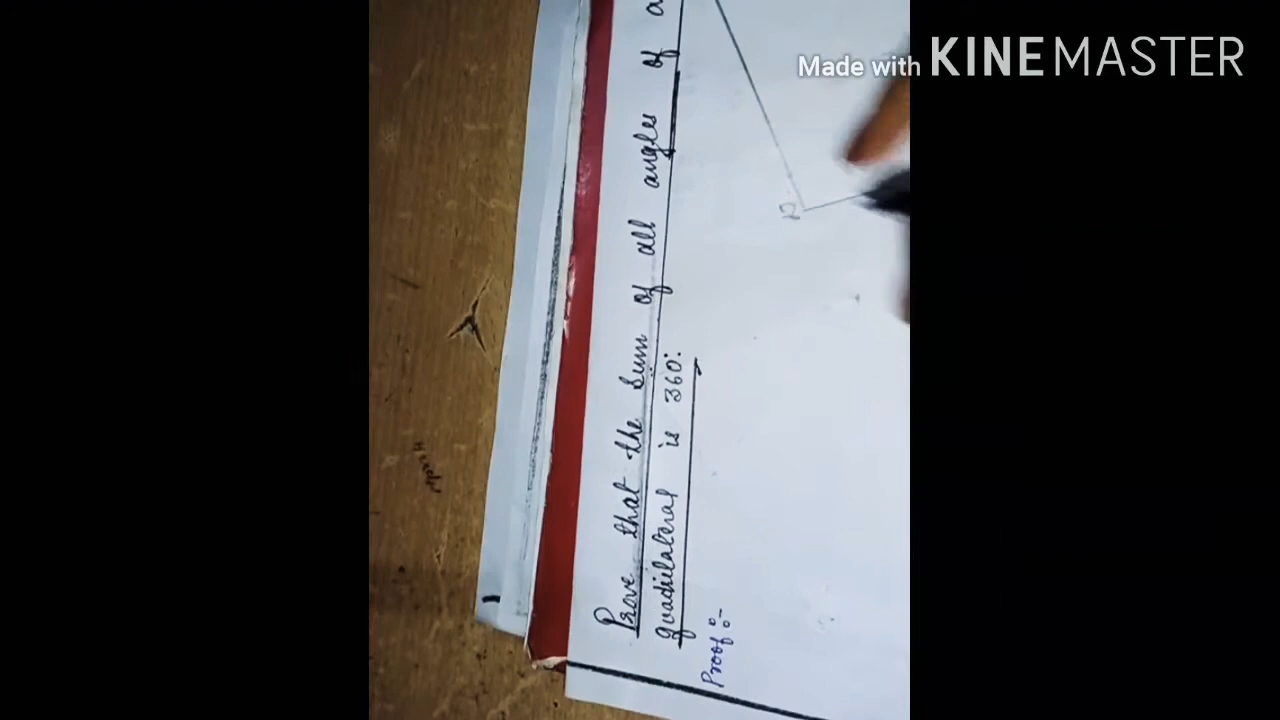 Made with KINEMASTER
Prove that the Sum of all angles of a
quadrilateral is 360°.
Proof:-
D